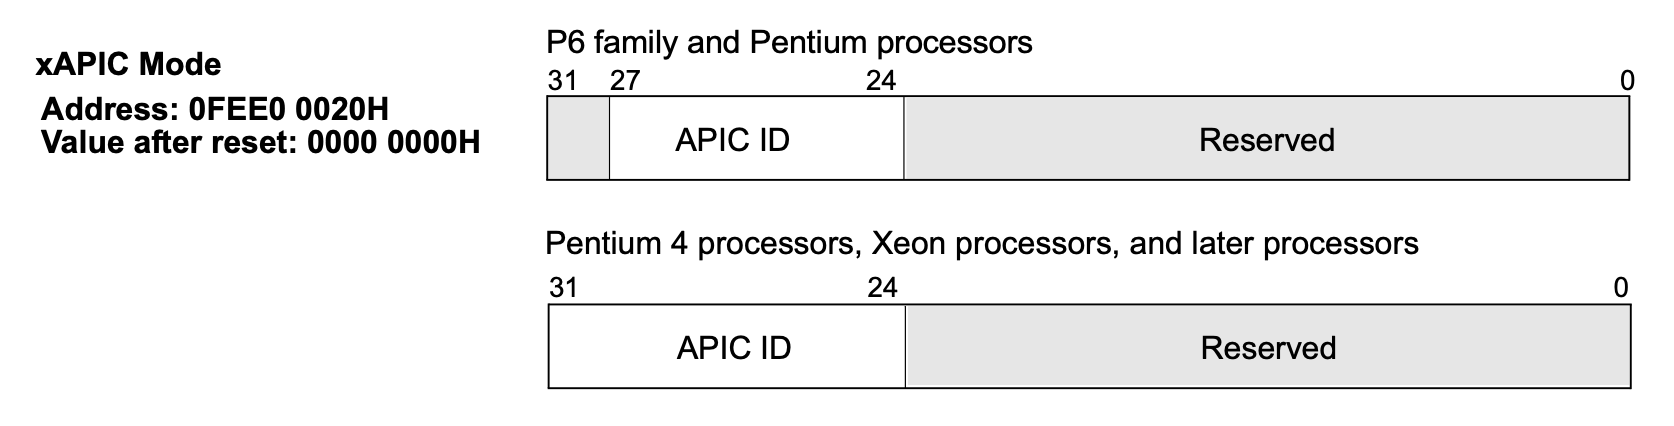 xAPIC Mode
Address: 0FEE0 0020H
Value after reset: 0000 0000H
P6 family and Pentium processors
31 27 24 0
APIC ID Reserved
Pentium 4 processors, Xeon processors, and later processors
31 24 0
APIC ID Reserved